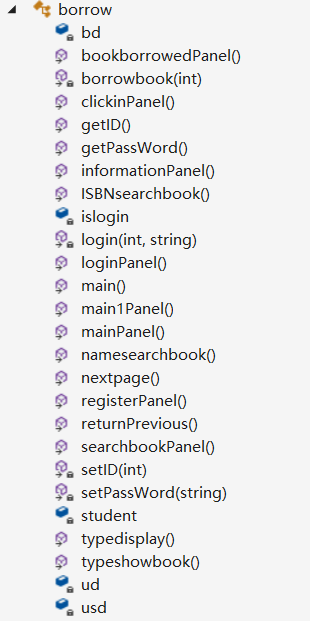 borrow
bd
bookborrowedPanel()
borrowbook(int)
clickinPanel()
getID()
getPassWord()
informationPanel()
ISBNsearchbook()
islogin
login(int, string)
loginPanel()
main()
main1Panel()
mainPanel()
namesearchbook()
nextpage()
registerPanel()
returnPrevious()
searchbookPanel()
setID(int)
setPassWord(string)
student
typedisplay()
typeshowbook()
ud
usd